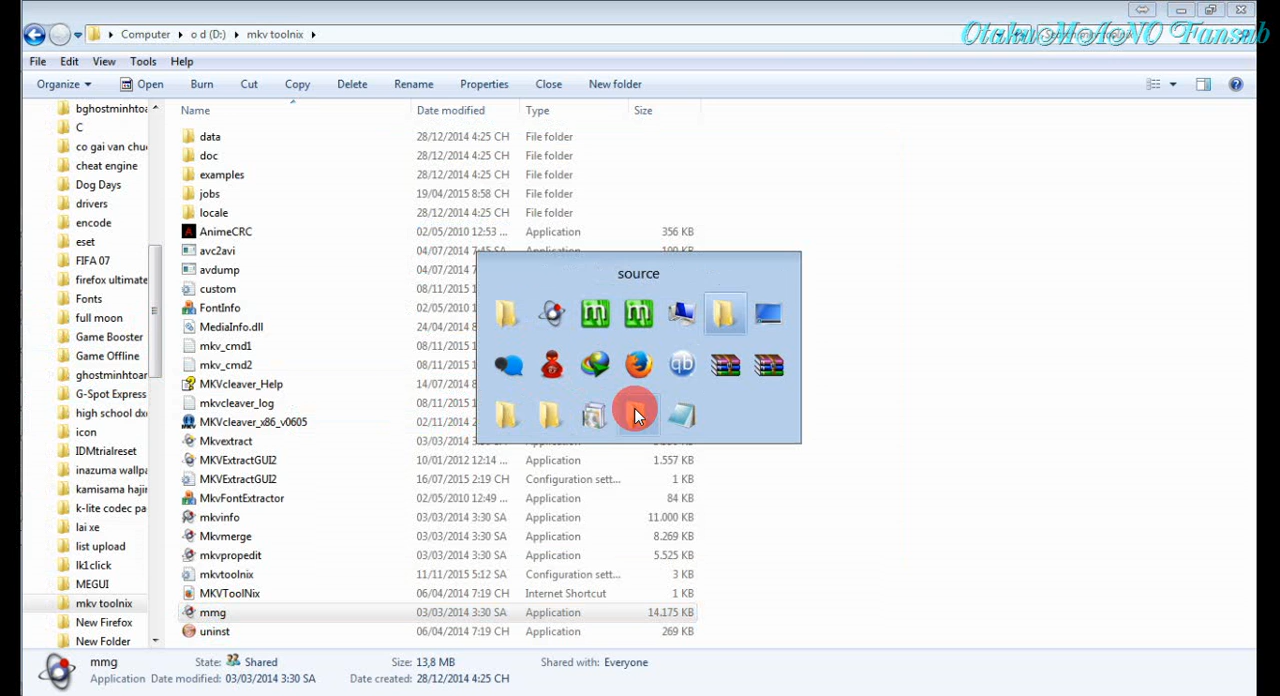 OtakuMAINO Fansub
Computer o d (D:) mkv toolnix
File Edit View Tools Help
Organize Open Burn Cut Copy Delete Rename Properties Close New folder
bghostminhtoa
C
co gai van chu
cheat engine
Dog Days
drivers
encode
eset
FIFA 07
firefox ultimate
Fonts
full moon
Game Booster
Game Offline
ghostminhtoar
G-Spot Express
high school dx
icon
IDMtrialreset
inazuma wallpa
kamisama hajir
k-lite codec pa
lai xe
list upload
lk1click
MEGUI
mkv toolnix
New Firefox
New Folder
Name Date modified Type Size
data 28/12/2014 4:25 CH File folder
doc 28/12/2014 4:25 CH File folder
examples 28/12/2014 4:25 CH File folder
jobs 19/04/2015 8:58 CH File folder
locale 28/12/2014 4:25 CH File folder
AnimeCRC 02/05/2010 12:53 ... Application 356 KB
avc2avi 04/07/2014 7:45 SA Application 100 KB
avdump 04/07/2014
custom 08/11/2015
FontInfo 02/05/2010
MediaInfo.dll 24/04/2014
mkv_cmd1 08/11/2015
mkv_cmd2 08/11/2015
MKVcleaver_Help 14/07/2014
mkvcleaver_log 08/11/2015
MKVcleaver_x86_v0605 02/11/2014
Mkvextract 03/03/2014 3:30 SA Application
MKVExtractGUI2 10/01/2012 12:14 ... Application 1.557 KB
MKVExtractGUI2 16/07/2015 2:19 CH Configuration sett... 1 KB
MkvFontExtractor 02/05/2010 12:49 ... Application 84 KB
mkvinfo 03/03/2014 3:30 SA Application 11.000 KB
Mkvmerge 03/03/2014 3:30 SA Application 8.269 KB
mkvpropedit 03/03/2014 3:30 SA Application 5.525 KB
mkvtoolnix 11/11/2015 5:12 SA Configuration sett... 3 KB
MKVToolNix 06/04/2014 7:19 CH Internet Shortcut 1 KB
mmg 03/03/2014 3:30 SA Application 14.175 KB
uninst 06/04/2014 7:19 CH Application 269 KB
source
mmg State: Shared Size: 13,8 MB Shared with: Everyone
Application Date modified: 03/03/2014 3:30 SA Date created: 28/12/2014 4:25 CH